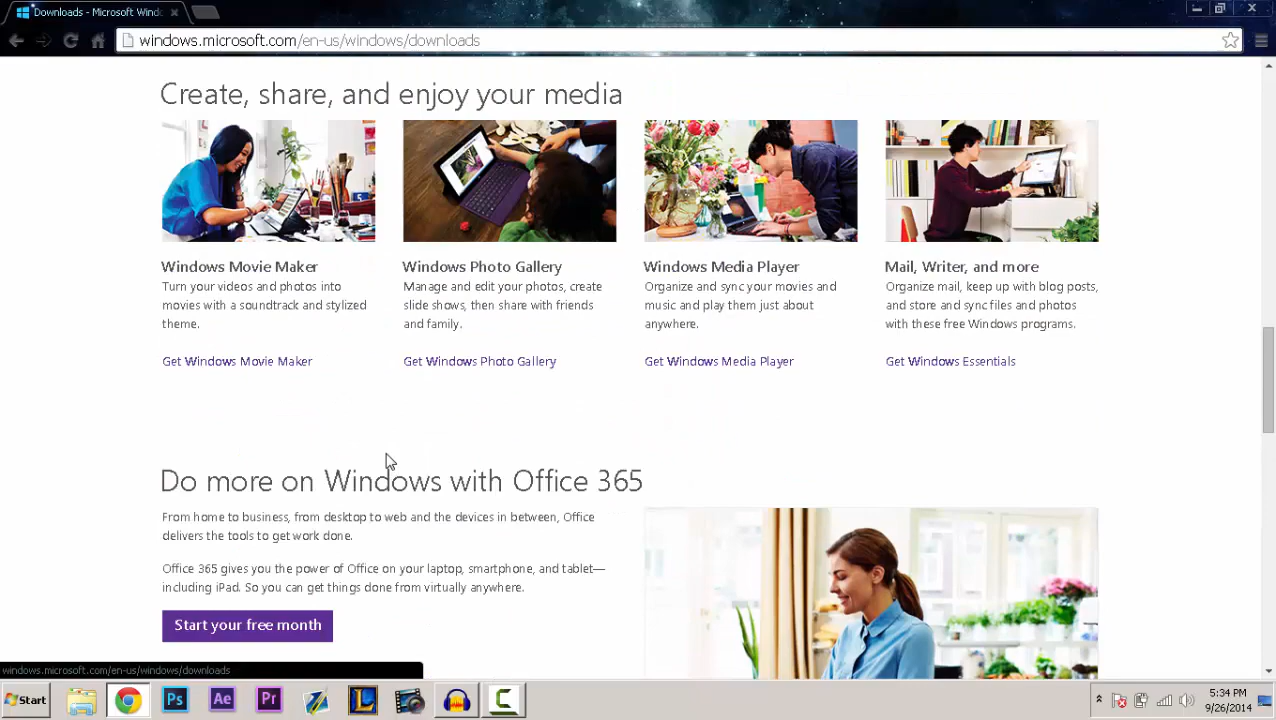 Downloads - Microsoft Wind
windows.microsoft.com/en-us/windows/downloads
Create, share, and enjoy your media
Windows Movie Maker
Turn your videos and photos into
movies with a soundtrack and stylized
theme.
Get Windows Movie Maker
Windows Photo Gallery
Manage and edit your photos, create
slide shows, then share with friends
and family.
Get Windows Photo Gallery
Windows Media Player
Organize and sync your movies and
music and play them just about
anywhere.
Get Windows Media Player
Mail, Writer, and more
Organize mail, keep up with blog posts,
and store and sync files and photos
with these free Windows programs.
Get Windows Essentials
Do more on Windows with Office 365
From home to business, from desktop to web and the devices in between, Office
delivers the tools to get work done.
Office 365 gives you the power of Office on your laptop, smartphone, and tablet—
including iPad. So you can get things done from virtually anywhere.
Start your free month
windows.microsoft.com/en-us/windows/downloads
Start
Ps
Ae
Pr
L
C
5:34 PM
9/26/2014